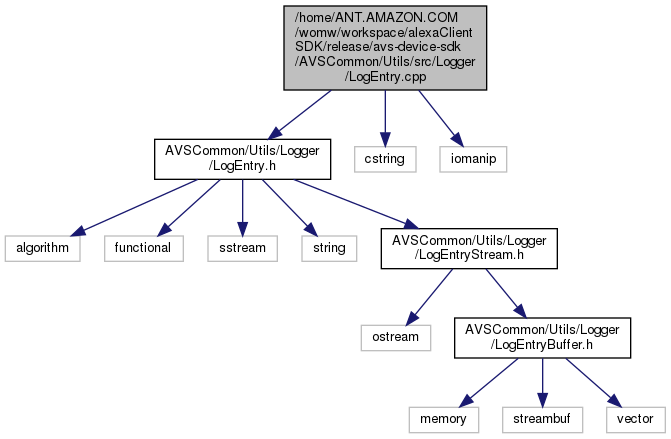 /home/ANT.AMAZON.COM
/womw/workspace/alexaClient
SDK/release/avs-device-sdk
/AVSCommon/Utils/src/Logger
/LogEntry.cpp
AVSCommon/Utils/Logger
/LogEntry.h
cstring
iomanip
algorithm
functional
sstream
string
AVSCommon/Utils/Logger
/LogEntryStream.h
ostream
AVSCommon/Utils/Logger
/LogEntryBuffer.h
memory
streambuf
vector